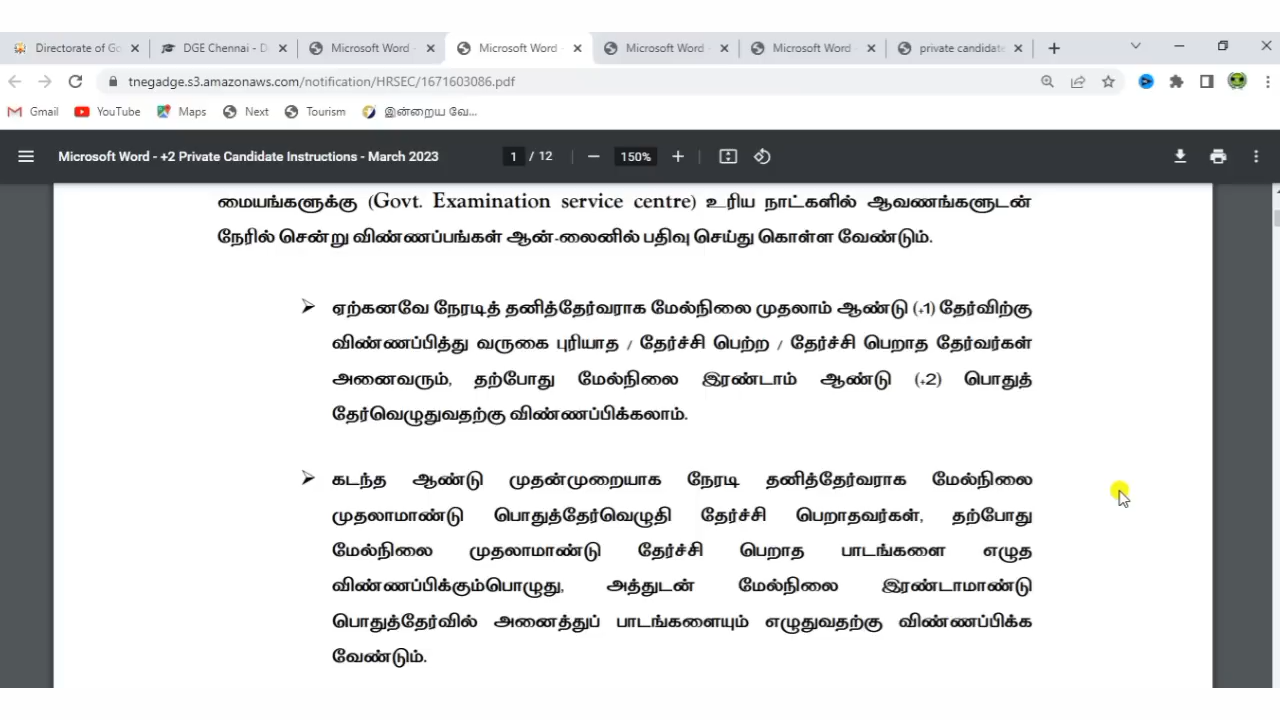 Directorate of Go
DGE Chennai - D
Microsoft Word -
Microsoft Word -
Microsoft Word -
Microsoft Word -
private candidate
tnegadge.s3.amazonaws.com/notification/HRSEC/1671603086.pdf
Gmail
YouTube
Maps
Next
Tourism
இன்றைய வே...
Microsoft Word - +2 Private Candidate Instructions - March 2023
1 / 12
150%
மையங்களுக்கு (Govt. Examination service centre) உரிய நாட்களில் ஆவணங்களுடன்
நேரில் சென்று விண்ணப்பங்கள் ஆன்-லைனில் பதிவு செய்து கொள்ள வேண்டும்.
➢ ஏற்கனவே நேரடித் தனித்தேர்வராக மேல்நிலை முதலாம் ஆண்டு (+1) தேர்விற்கு
விண்ணப்பித்து வருகை புரியாத / தேர்ச்சி பெற்ற / தேர்ச்சி பெறாத தேர்வர்கள்
அனைவரும், தற்போது மேல்நிலை இரண்டாம் ஆண்டு (+2) பொதுத்
தேர்வெழுதுவதற்கு விண்ணப்பிக்கலாம்.
➢ கடந்த ஆண்டு முதன்முறையாக நேரடி தனித்தேர்வராக மேல்நிலை
முதலாமாண்டு பொதுத்தேர்வெழுதி தேர்ச்சி பெறாதவர்கள், தற்போது
மேல்நிலை முதலாமாண்டு தேர்ச்சி பெறாத பாடங்களை எழுத
விண்ணப்பிக்கும்பொழுது, அத்துடன் மேல்நிலை இரண்டாமாண்டு
பொதுத்தேர்வில் அனைத்துப் பாடங்களையும் எழுதுவதற்கு விண்ணப்பிக்க
வேண்டும்.